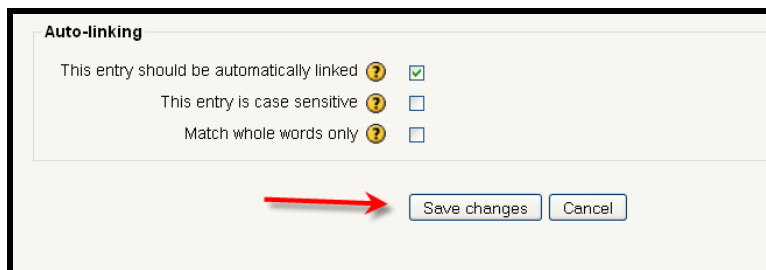 Auto-linking
This entry should be automatically linked ?
This entry is case sensitive ?
Match whole words only ?
Save changes Cancel